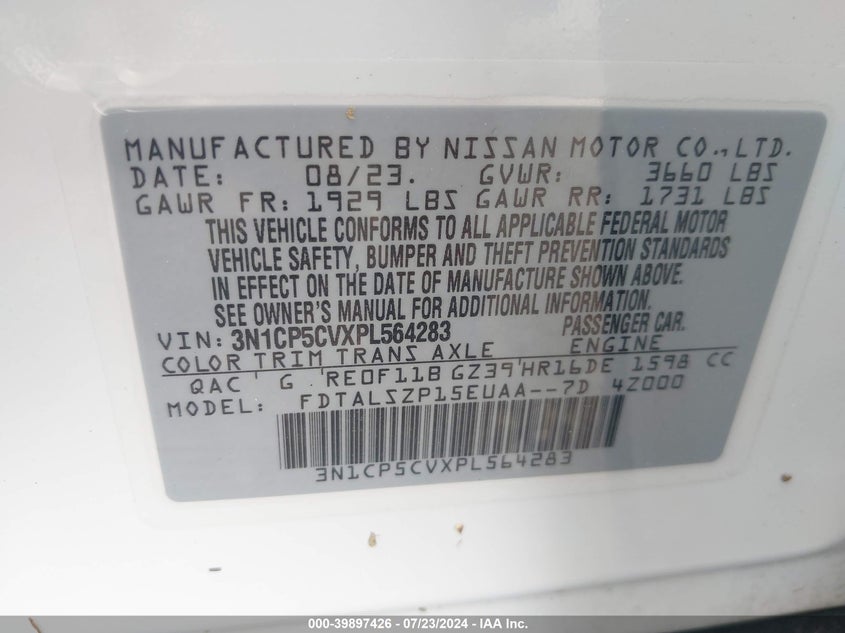 MANUFACTURED BY NISSAN MOTOR CO.,LTD.
DATE: 08/23. GVWR: 3660 LBS
GAWR FR: 1929 LBS GAWR RR: 1731 LBS
THIS VEHICLE CONFORMS TO ALL APPLICABLE FEDERAL MOTOR
VEHICLE SAFETY, BUMPER AND THEFT PREVENTION STANDARDS
IN EFFECT ON THE DATE OF MANUFACTURE SHOWN ABOVE.
SEE OWNER'S MANUAL FOR ADDITIONAL INFORMATION.
VIN: 3N1CP5CVXPL564283 PASSENGER CAR.
COLOR TRIM TRANS AXLE ENGINE
QAC G RE0F11B GZ39 HR16DE 1598 CC
MODEL: FDTALSZP15EUAA--7D 4Z000
3N1CP5CVXPL564283
000-39897426 - 07/23/2024 - IAA Inc.